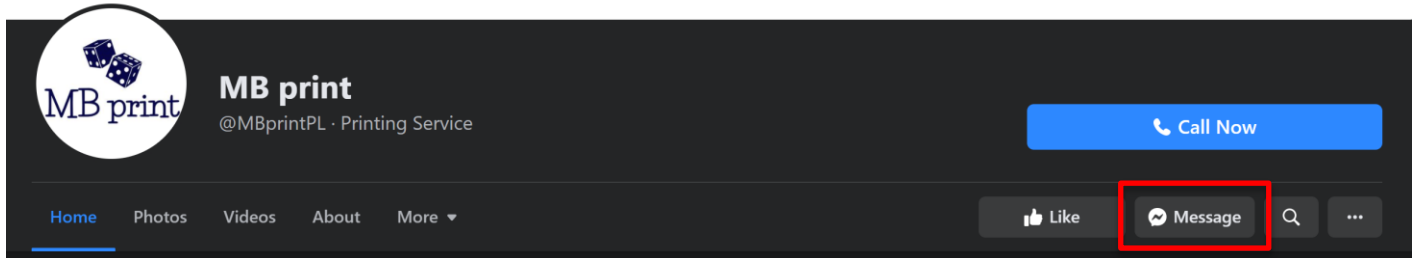 MB print
MB print
@MBprintPL · Printing Service
Call Now
Home Photos Videos About More
Like Message